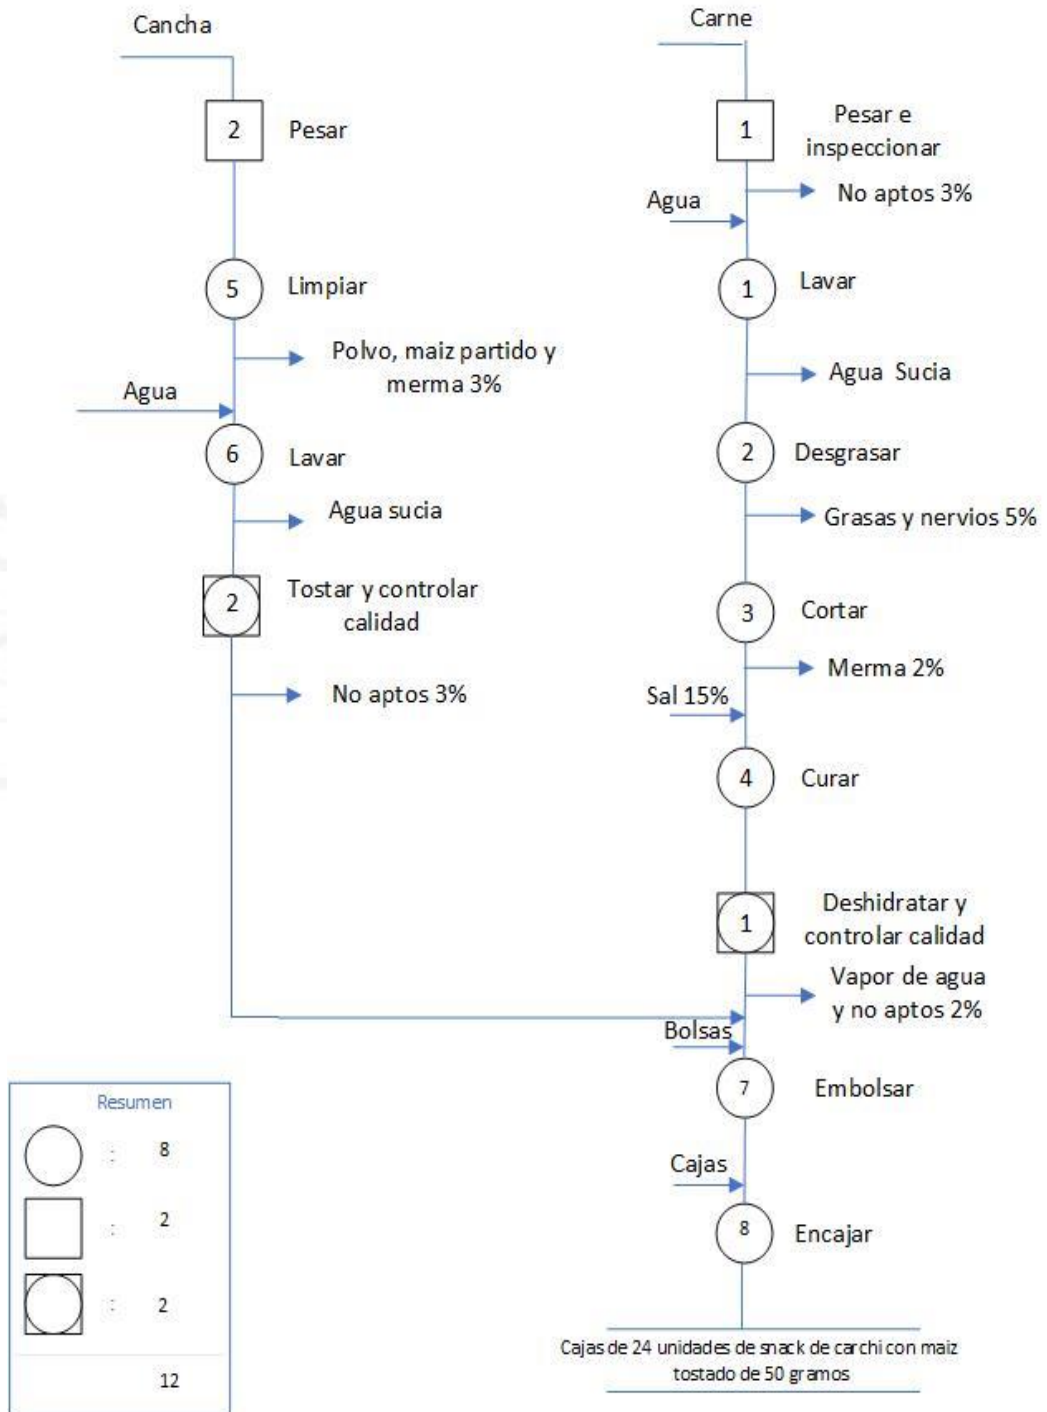 Cancha
2
Pesar
5
Limpiar
Polvo, maiz partido y
merma 3%
Agua
6
Lavar
Agua sucia
2
Tostar y controlar
calidad
No aptos 3%
Carne
1
Pesar e
inspeccionar
No aptos 3%
Agua
1
Lavar
Agua Sucia
2
Desgrasar
Grasas y nervios 5%
3
Cortar
Merma 2%
Sal 15%
4
Curar
1
Deshidratar y
controlar calidad
Vapor de agua
y no aptos 2%
Bolsas
7
Embolsar
Cajas
8
Encajar
Cajas de 24 unidades de snack de carchi con maiz
tostado de 50 gramos
Resumen
: 8
: 2
: 2
12